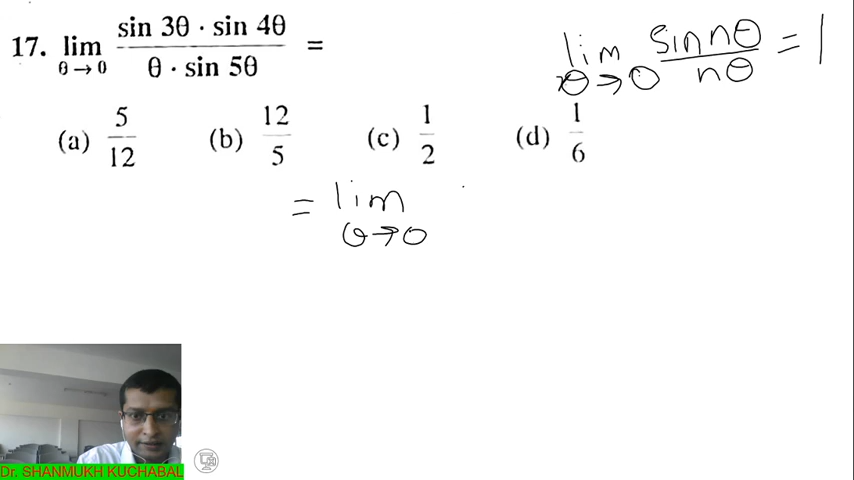 17. lim θ→0 sin 3θ · sin 4θ / θ · sin 5θ =
lim θ→0 sin nθ / nθ = 1
(a) 5/12 (b) 12/5 (c) 1/2 (d) 1/6
= lim θ→0
Dr. SHANMUKH KUCHABAL